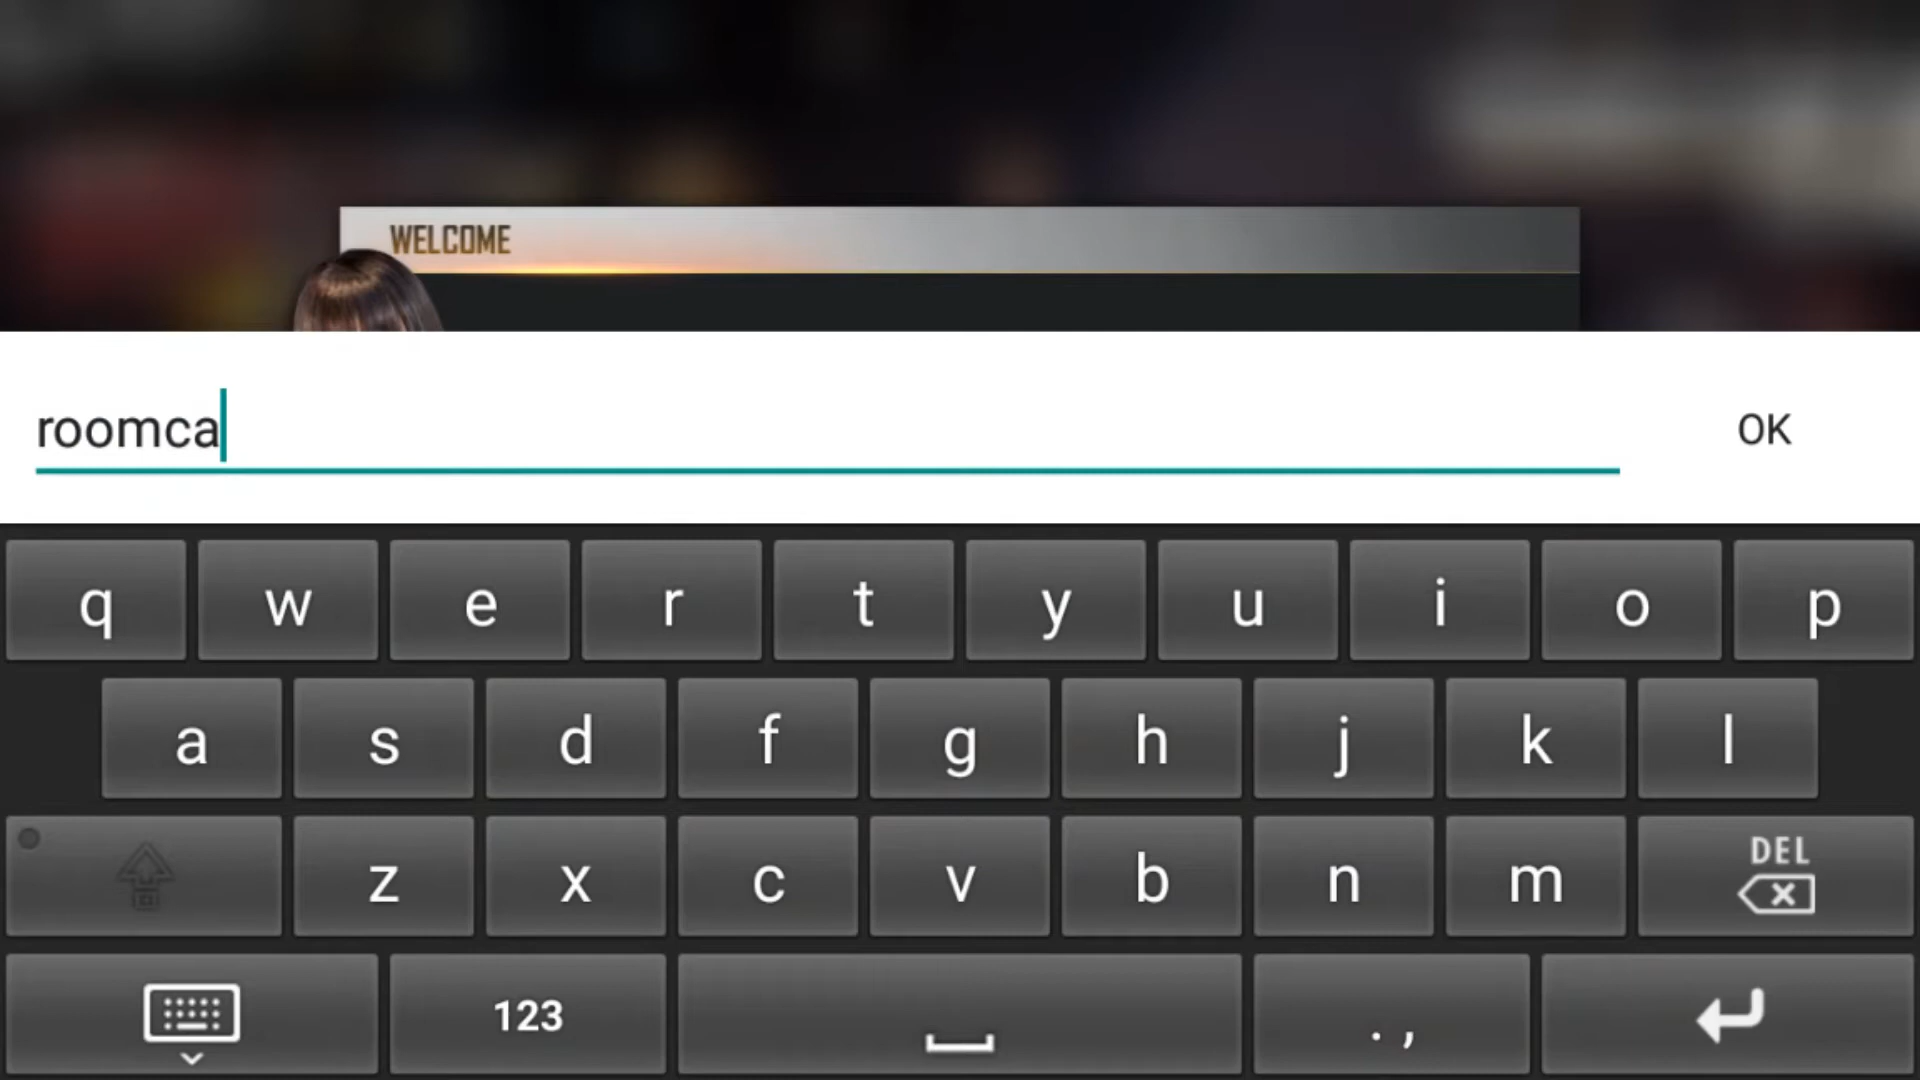 WELCOME
roomca
OK
q w e r t y u i o p
a s d f g h j k l
z x c v b n m DEL
123 . ,